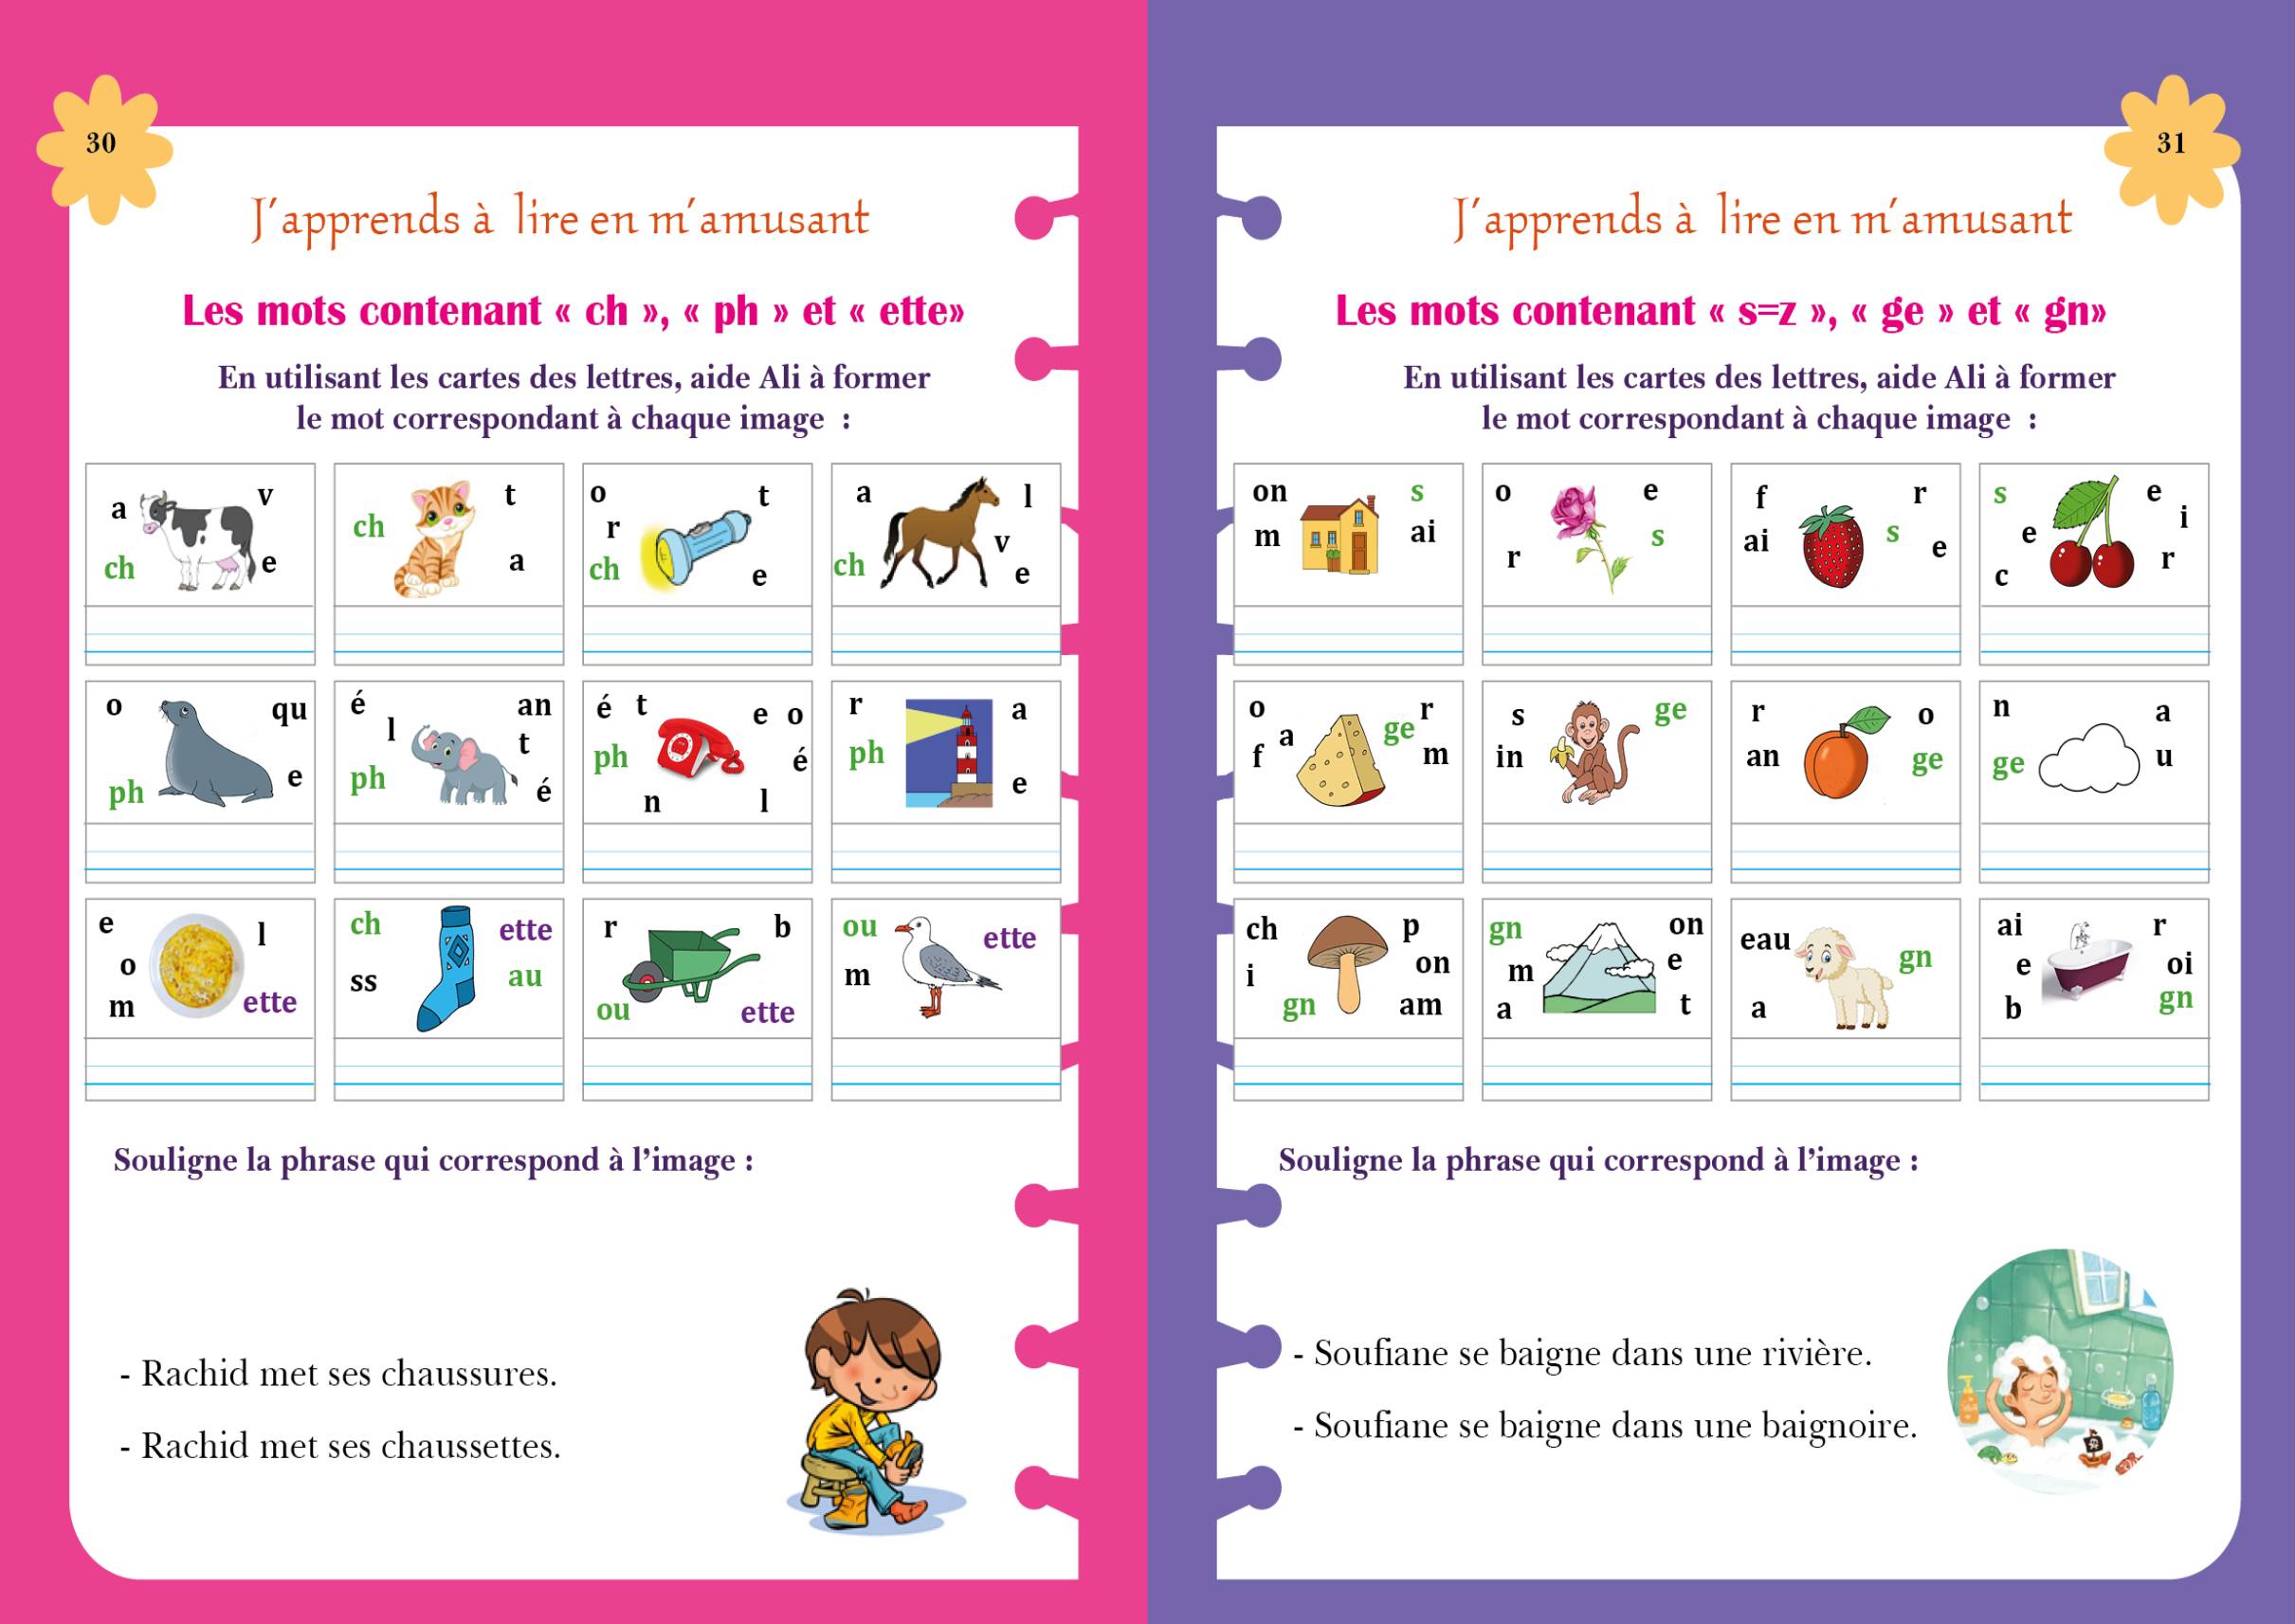 30
J'apprends à lire en m'amusant
Les mots contenant « ch », « ph » et « ette»
En utilisant les cartes des lettres, aide Ali à former
le mot correspondant à chaque image :
a v ch e
ch t a
o t r ch e
a l v ch e
o qu ph e
é an l t ph é
é t e o ph é n l
r a ph e
e l o m ette
ch ette ss au
r b ou ette
ou ette m
Souligne la phrase qui correspond à l'image :
- Rachid met ses chaussures.
- Rachid met ses chaussettes.
31
J'apprends à lire en m'amusant
Les mots contenant « s=z », « ge » et « gn»
En utilisant les cartes des lettres, aide Ali à former
le mot correspondant à chaque image :
on s m ai
o e s r
f r ai s e
s e i e r c
o r a ge f m
s ge in
r o an ge
n a ge u
ch p i on gn am
gn on m e a t
eau gn a
ai r e oi b gn
Souligne la phrase qui correspond à l'image :
- Soufiane se baigne dans une rivière.
- Soufiane se baigne dans une baignoire.